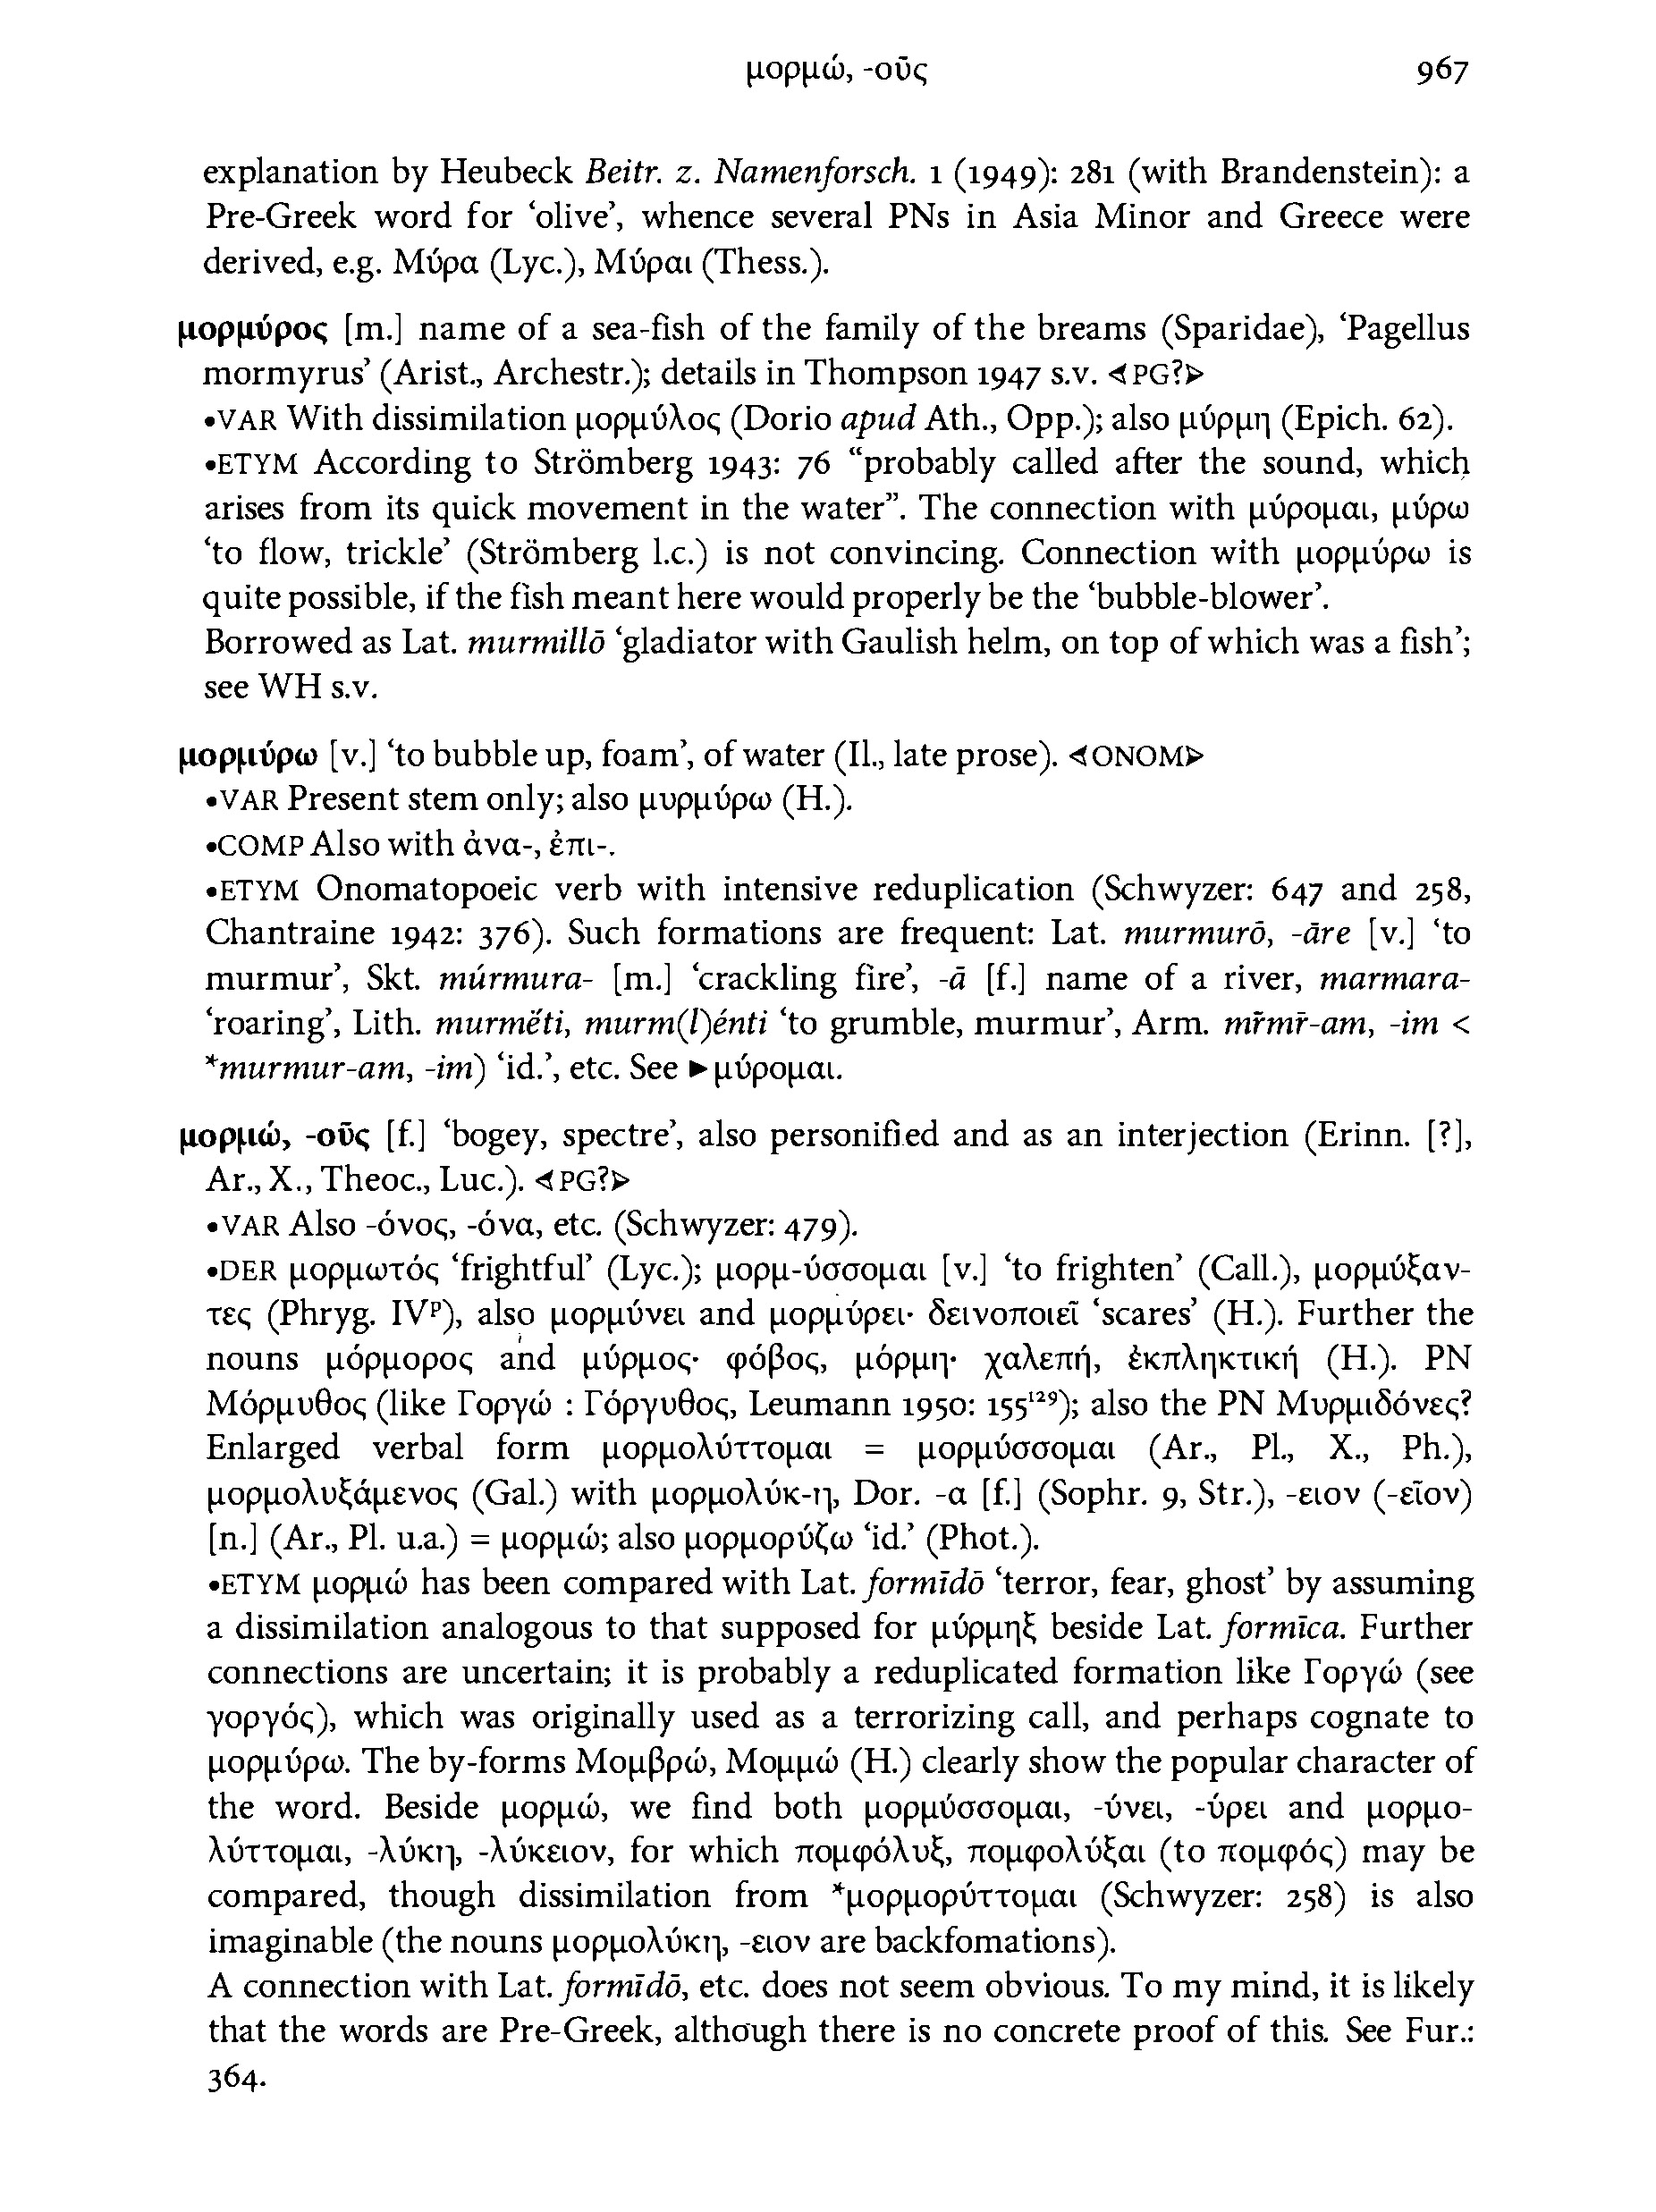 μορμώ, -οῦς 967
explanation by Heubeck Beitr. z. Namenforsch. 1 (1949): 281 (with Brandenstein): a
Pre-Greek word for ‘olive’, whence several PNs in Asia Minor and Greece were
derived, e.g. Μύρα (Lyc.), Μύραι (Thess.).
μορμύρος [m.] name of a sea-fish of the family of the breams (Sparidae), ‘Pagellus
mormyrus’ (Arist., Archestr.); details in Thompson 1947 s.v. ⊲PG?⊳
•VAR With dissimilation μορμύλος (Dorio apud Ath., Opp.); also μύρμη (Epich. 62).
•ETYM According to Strömberg 1943: 76 “probably called after the sound, which
arises from its quick movement in the water”. The connection with μύρομαι, μύρω
‘to flow, trickle’ (Strömberg l.c.) is not convincing. Connection with μορμύρω is
quite possible, if the fish meant here would properly be the ‘bubble-blower’.
Borrowed as Lat. murmillō ‘gladiator with Gaulish helm, on top of which was a fish’;
see WH s.v.
μορμύρω [v.] ‘to bubble up, foam’, of water (Il., late prose). ⊲ONOM⊳
•VAR Present stem only; also μυρμύρω (H.).
•COMP Also with ἀνα-, ἐπι-.
•ETYM Onomatopoeic verb with intensive reduplication (Schwyzer: 647 and 258,
Chantraine 1942: 376). Such formations are frequent: Lat. murmurō, -āre [v.] ‘to
murmur’, Skt. múrmura- [m.] ‘crackling fire’, -ā [f.] name of a river, marmara-
‘roaring’, Lith. murmė́ti, murm(l)énti ‘to grumble, murmur’, Arm. mr̄mr̄-am, -im <
*murmur-am, -im) ‘id.’, etc. See ►μύρομαι.
μορμώ, -οῦς [f.] ‘bogey, spectre’, also personified and as an interjection (Erinn. [?],
Ar., X., Theoc., Luc.). ⊲PG?⊳
•VAR Also -όνος, -όνα, etc. (Schwyzer: 479).
•DER μορμωτός ‘frightful’ (Lyc.); μορμ-ύσσομαι [v.] ‘to frighten’ (Call.), μορμύξαν-
τες (Phryg. IVᵖ), also μορμύνει and μορμύρει· δεινοποιεῖ ‘scares’ (H.). Further the
nouns μόρμορος and μύρμος· φόβος, μόρμη· χαλεπή, ἐκπληκτική (H.). PN
Μόρμυθος (like Γοργώ : Γόργυθος, Leumann 1950: 155¹²⁹); also the PN Μυρμιδόνες?
Enlarged verbal form μορμολύττομαι = μορμύσσομαι (Ar., Pl., X., Ph.),
μορμολυξάμενος (Gal.) with μορμολύκ-η, Dor. -α [f.] (Sophr. 9, Str.), -ειον (-εῖον)
[n.] (Ar., Pl. u.a.) = μορμώ; also μορμορύζω ‘id.’ (Phot.).
•ETYM μορμώ has been compared with Lat. formīdō ‘terror, fear, ghost’ by assuming
a dissimilation analogous to that supposed for μύρμηξ beside Lat. formīca. Further
connections are uncertain; it is probably a reduplicated formation like Γοργώ (see
γοργός), which was originally used as a terrorizing call, and perhaps cognate to
μορμύρω. The by-forms Μομβρώ, Μομμώ (H.) clearly show the popular character of
the word. Beside μορμώ, we find both μορμύσσομαι, -ύνει, -ύρει and μορμο-
λύττομαι, -λύκη, -λύκειον, for which πομφόλυξ, πομφολύξαι (to πομφός) may be
compared, though dissimilation from *μορμορύττομαι (Schwyzer: 258) is also
imaginable (the nouns μορμολύκη, -ειον are backfomations).
A connection with Lat. formīdō, etc. does not seem obvious. To my mind, it is likely
that the words are Pre-Greek, although there is no concrete proof of this. See Fur.:
364.